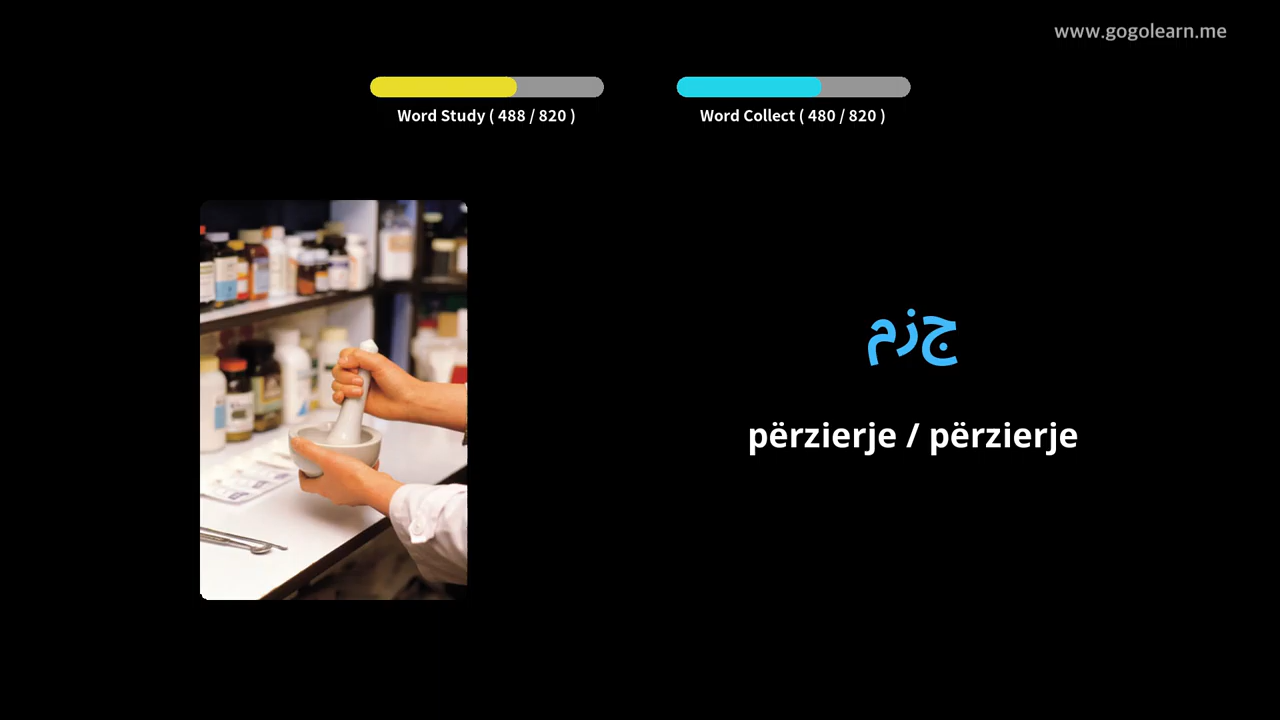 www.gogolearn.me
Word Study ( 488 / 820 )
Word Collect ( 480 / 820 )
جزم
përzierje / përzierje